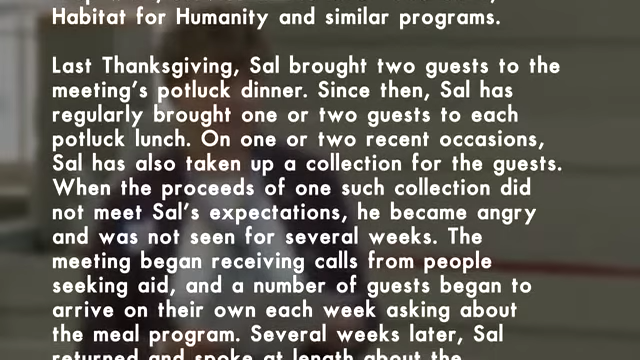 Habitat for Humanity and similar programs.
Last Thanksgiving, Sal brought two guests to the
meeting's potluck dinner. Since then, Sal has
regularly brought one or two guests to each
potluck lunch. On one or two recent occasions,
Sal has also taken up a collection for the guests.
When the proceeds of one such collection did
not meet Sal's expectations, he became angry
and was not seen for several weeks. The
meeting began receiving calls from people
seeking aid, and a number of guests began to
arrive on their own each week asking about
the meal program. Several weeks later, Sal
returned and spoke at length about the